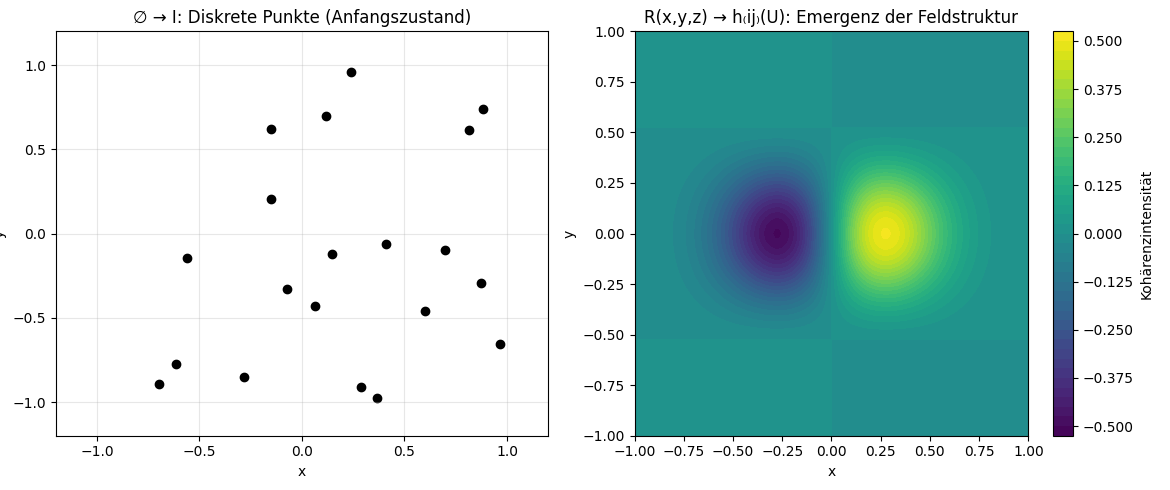 ∅ → I: Diskrete Punkte (Anfangszustand)
1.0
0.5
0.0
−0.5
−1.0
y
−1.0 −0.5 0.0 0.5 1.0
x
R(x,y,z) → h₍ij₎(U): Emergenz der Feldstruktur
1.00
0.75
0.50
0.25
0.00
−0.25
−0.50
−0.75
−1.00
y
−1.00 −0.75 −0.50 −0.25 0.00 0.25 0.50 0.75 1.00
x
0.500
0.375
0.250
0.125
0.000
−0.125
−0.250
−0.375
−0.500
Kohärenzintensität